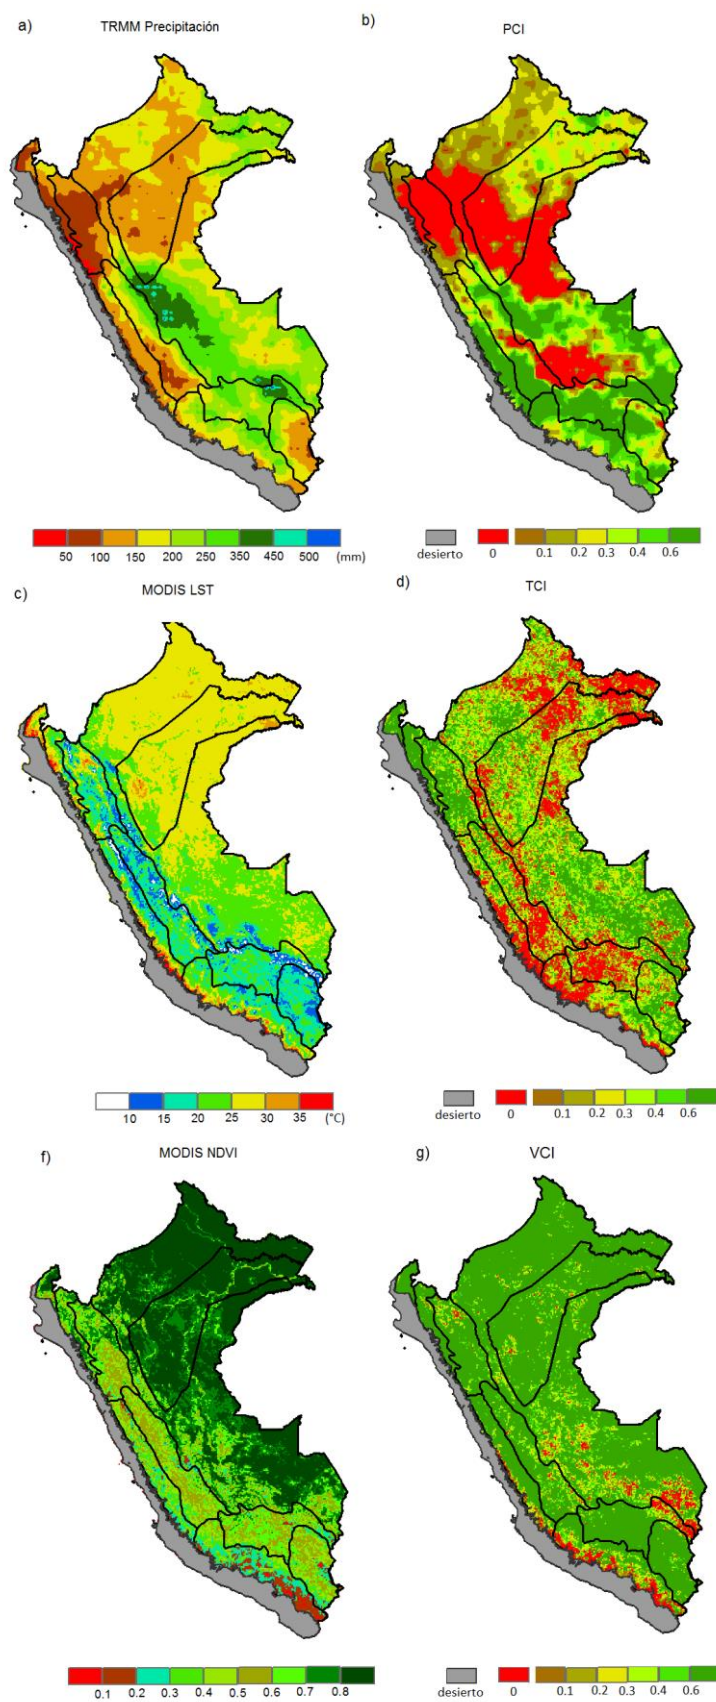 a) TRMM Precipitación
b) PCI
50 100 150 200 250 350 450 500 (mm)
desierto 0 0.1 0.2 0.3 0.4 0.6
c) MODIS LST
d) TCI
10 15 20 25 30 35 (°C)
desierto 0 0.1 0.2 0.3 0.4 0.6
f) MODIS NDVI
g) VCI
0.1 0.2 0.3 0.4 0.5 0.6 0.7 0.8
desierto 0 0.1 0.2 0.3 0.4 0.6